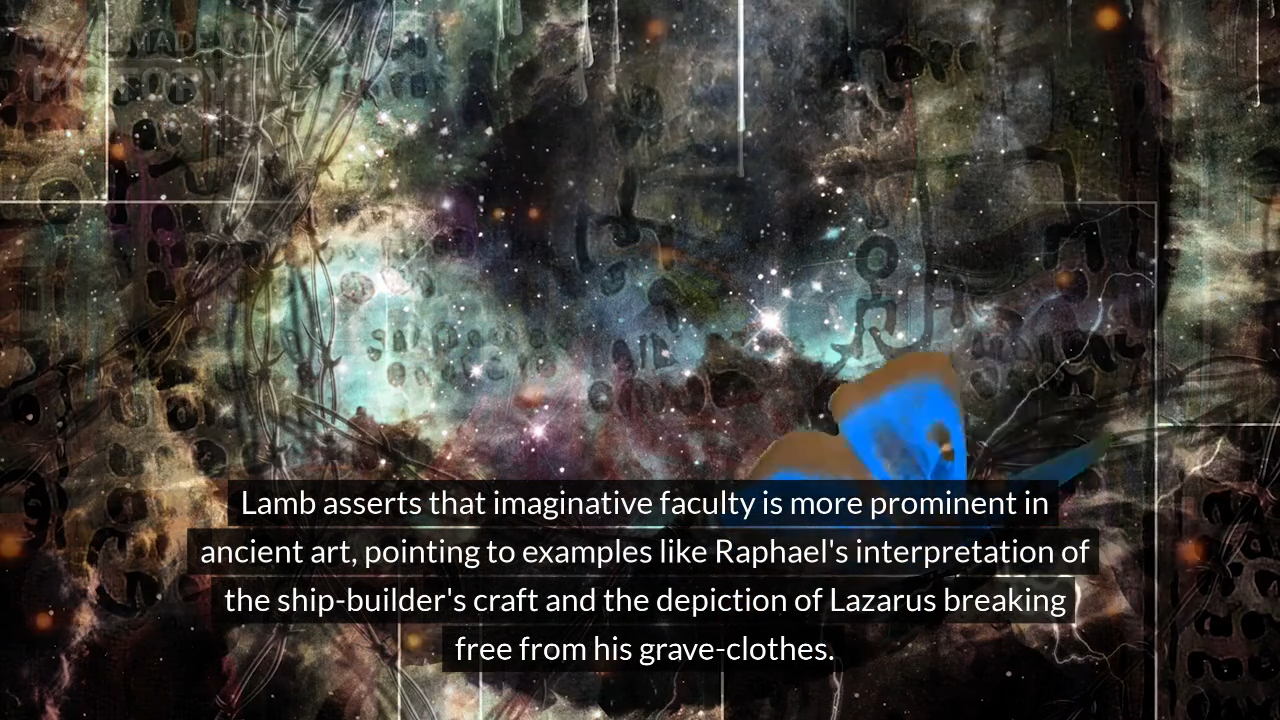 Lamb asserts that imaginative faculty is more prominent in
ancient art, pointing to examples like Raphael's interpretation of
the ship-builder's craft and the depiction of Lazarus breaking
free from his grave-clothes.